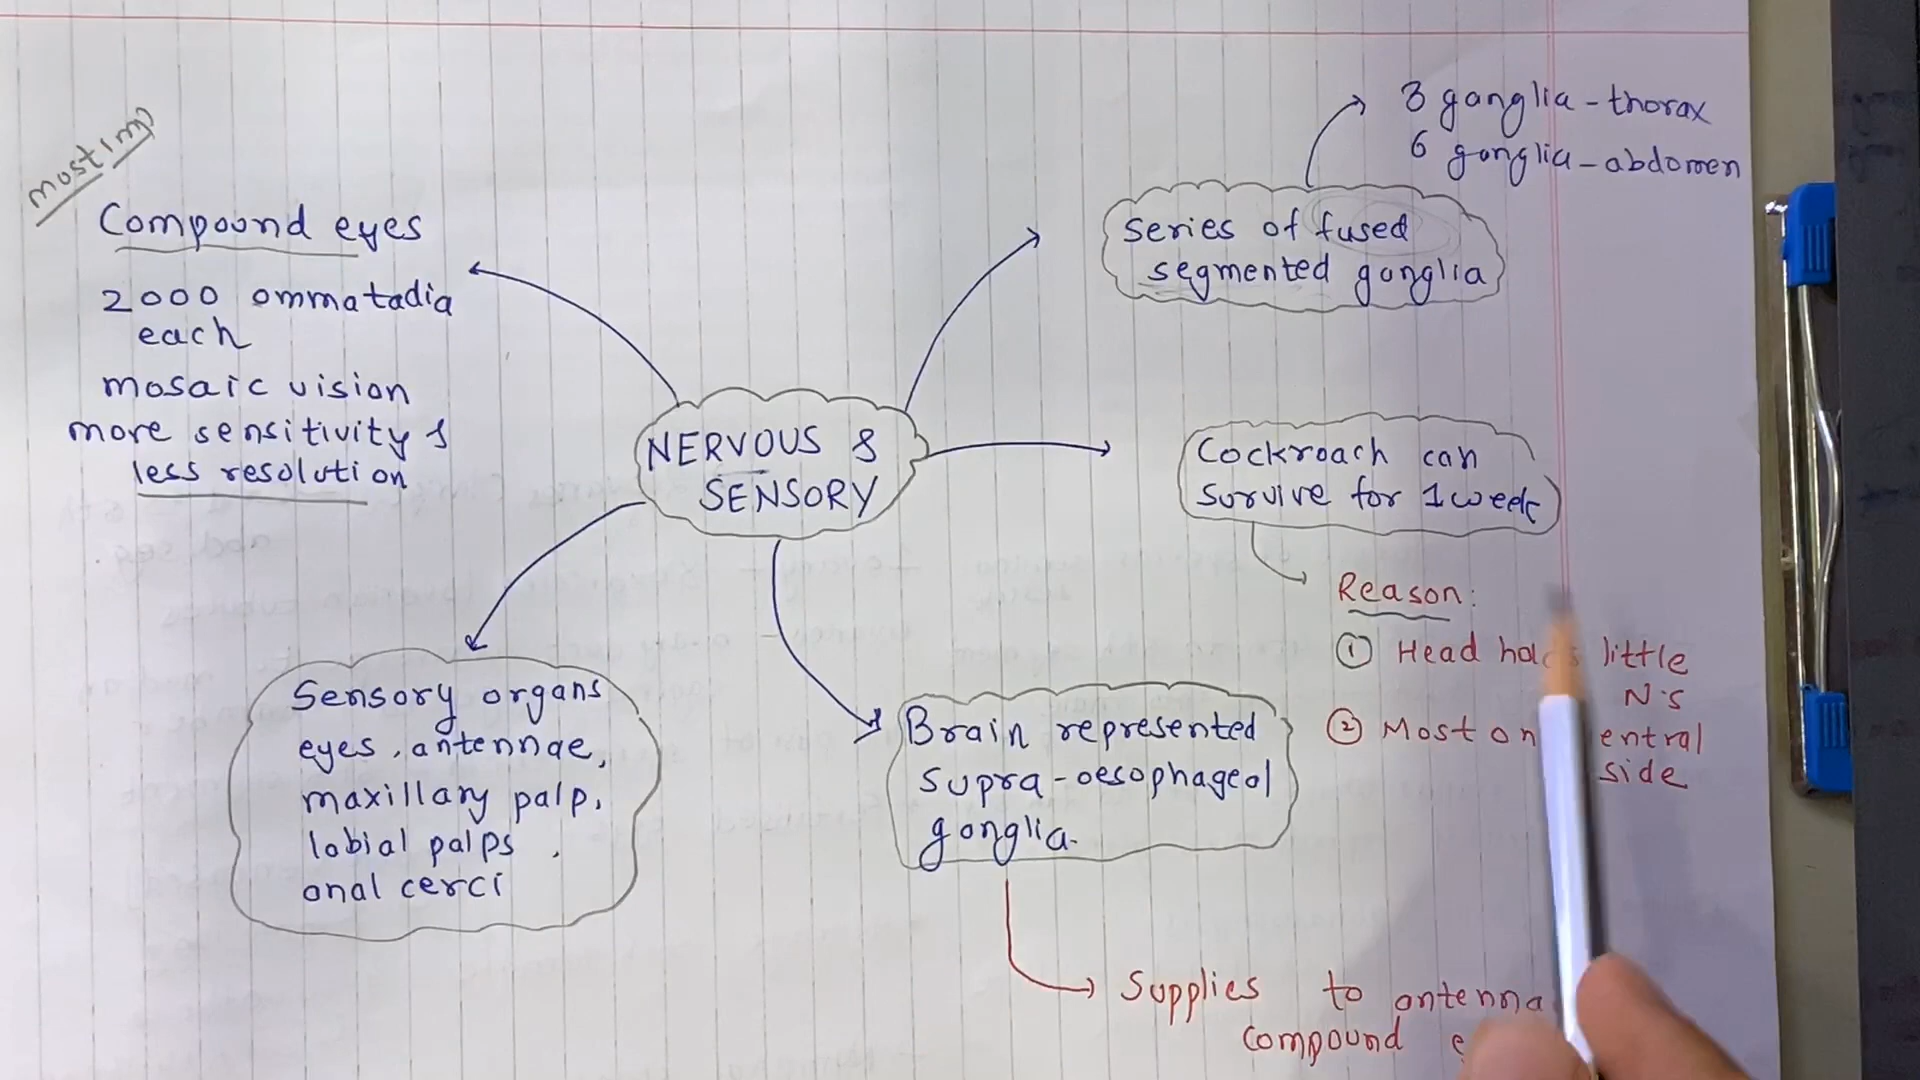 most imp
Compound eyes
2000 ommatadia
each
mosaic vision
more sensitivity &
less resolution
NERVOUS &
SENSORY
3 ganglia - thorax
6 ganglia - abdomen
series of fused
segmented ganglia
Cockroach can
survive for 1 week
Reason:
① Head little
N.S
② Most on
side
Sensory organs
eyes, antennae,
maxillary palp,
labial palps
anal cerci
Brain represented
supra-oesophageal
ganglia.
Supplies to antenna
compound